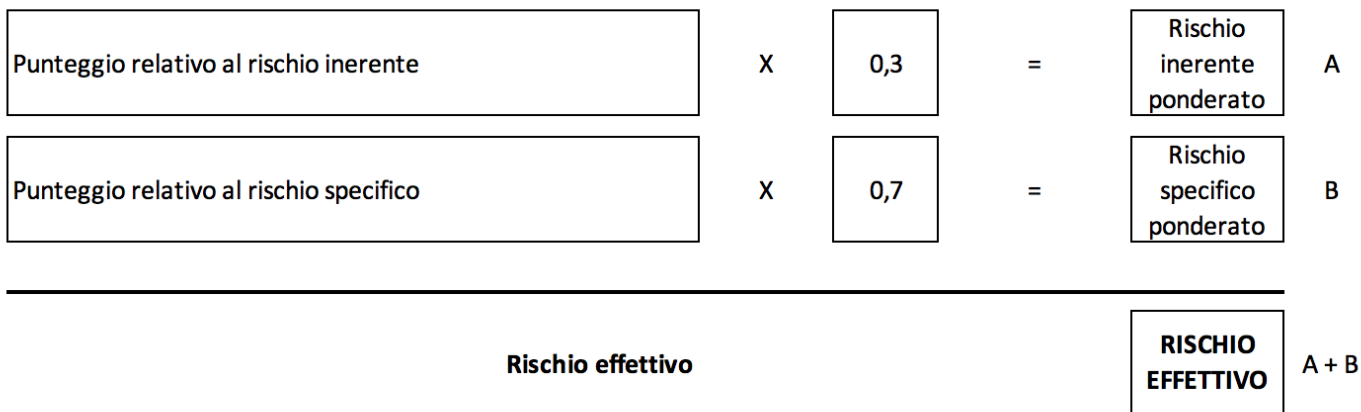 Punteggio relativo al rischio inerente X 0,3 = Rischio inerente ponderato A
Punteggio relativo al rischio specifico X 0,7 = Rischio specifico ponderato B
Rischio effettivo RISCHIO EFFETTIVO A + B